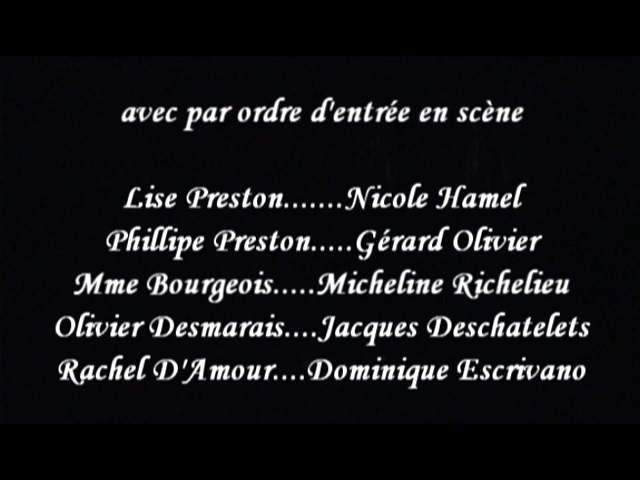 avec par ordre d'entrée en scène
Lise Preston.......Nicole Hamel
Phillipe Preston.....Gérard Olivier
Mme Bourgeois.....Micheline Richelieu
Olivier Desmarais....Jacques Deschatelets
Rachel D'Amour....Dominique Escrivano